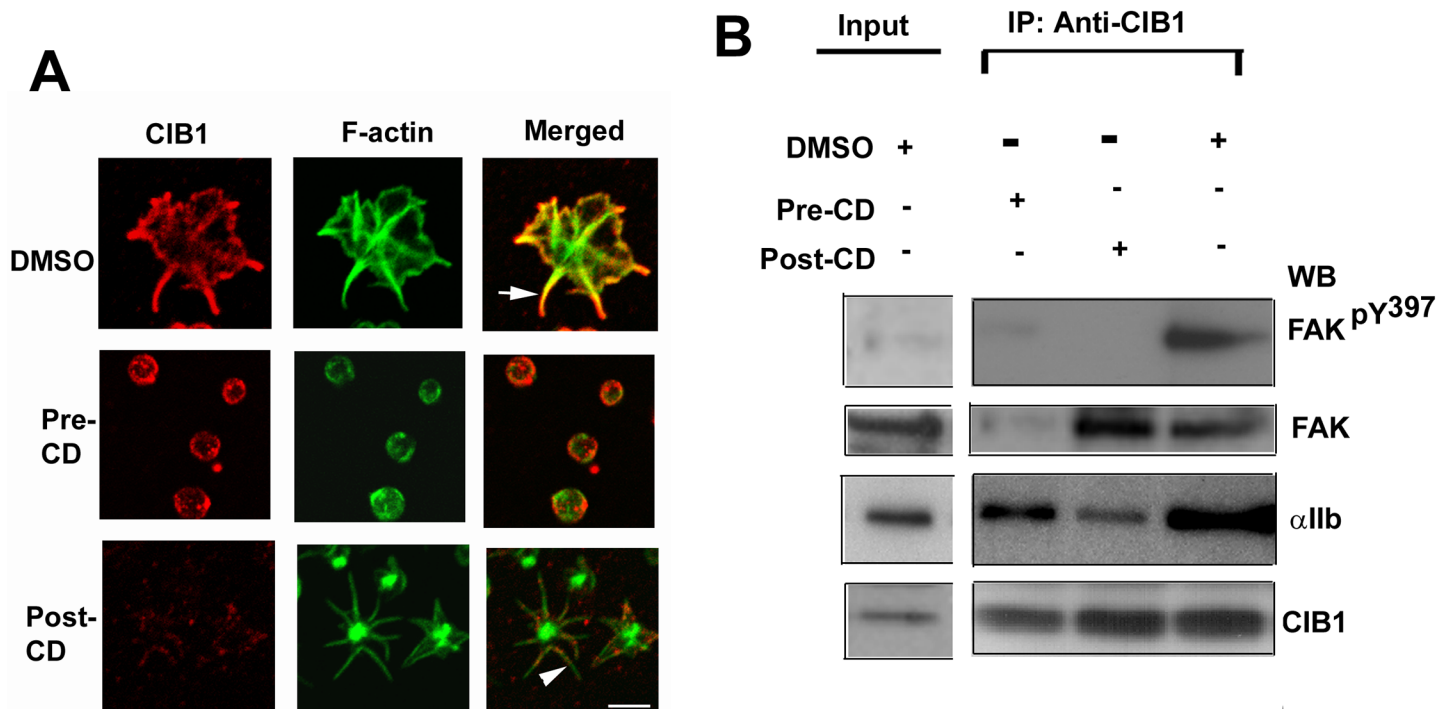 A
CIB1 F-actin Merged
DMSO
Pre-
CD
Post-
CD
B
Input IP: Anti-CIB1
DMSO + - - +
Pre-CD - + - -
Post-CD - - + -
WB
FAK pY397
FAK
αIIb
CIB1